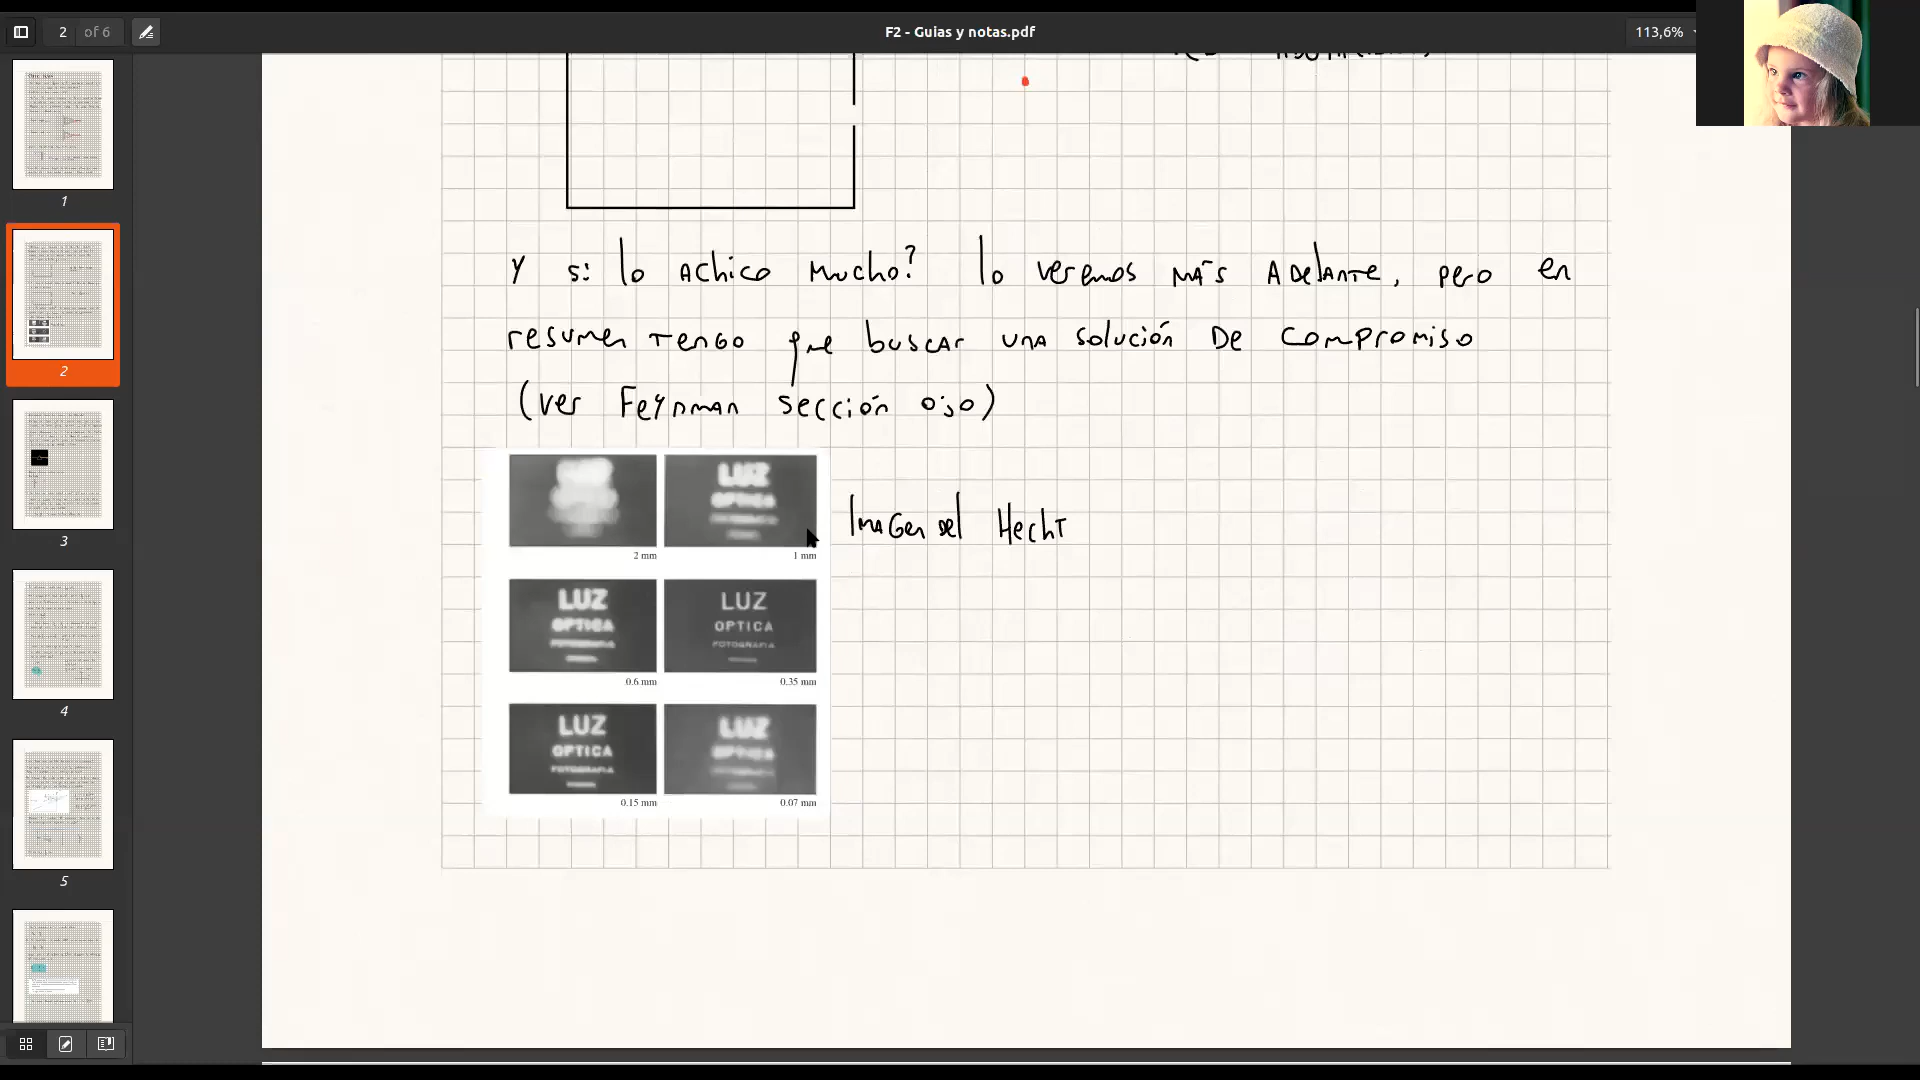 2 of 6
F2 - Guias y notas.pdf
113,6%
Y si lo achico mucho? lo veremos más adelante, pero en
resumen tengo que buscar una solución de compromiso
(ver Feynman sección ojo)
LUZ
OPTICA
2 mm
1 mm
Imagen del Hecht
LUZ
OPTICA
FOTOGRAFIA
LUZ
OPTICA
FOTOGRAFIA
0.6 mm
0.35 mm
LUZ
OPTICA
FOTOGRAFIA
LUZ
OPTICA
0.15 mm
0.07 mm
1
2
3
4
5